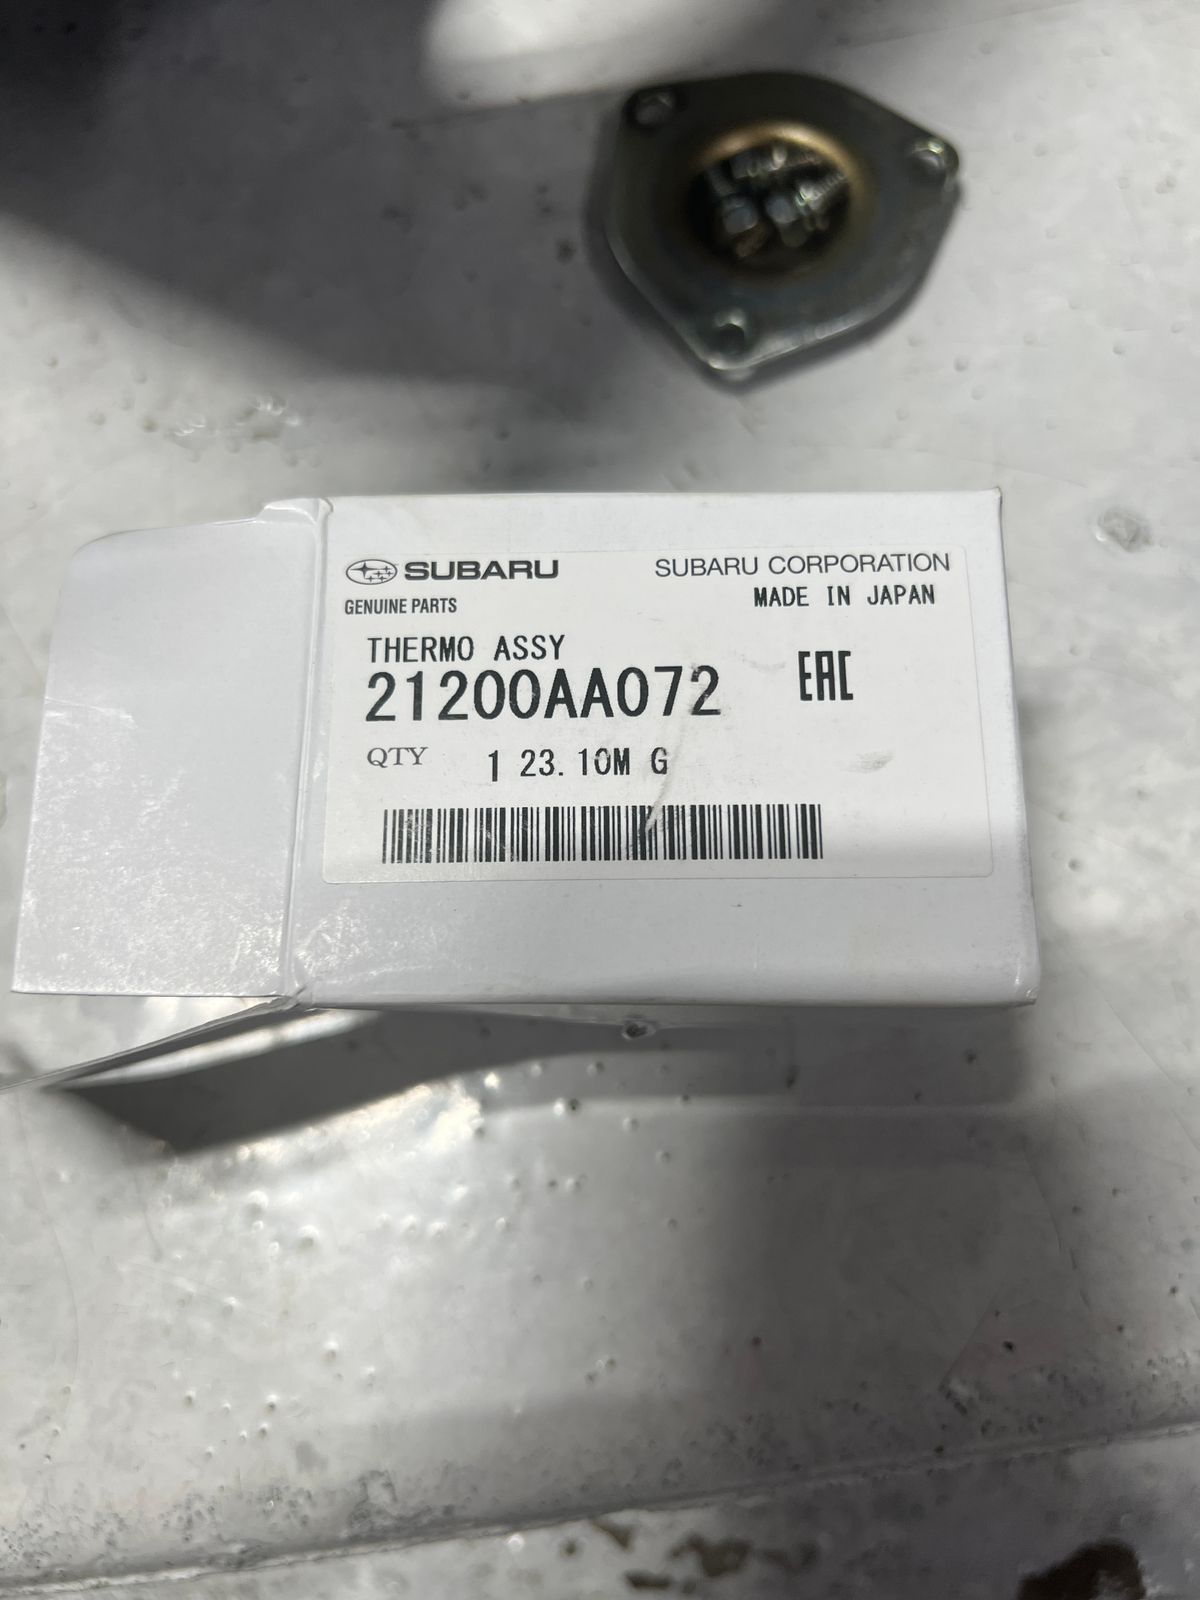 SUBARU
SUBARU CORPORATION
GENUINE PARTS
MADE IN JAPAN
THERMO ASSY
21200AA072
EAC
QTY 1 23.10M G